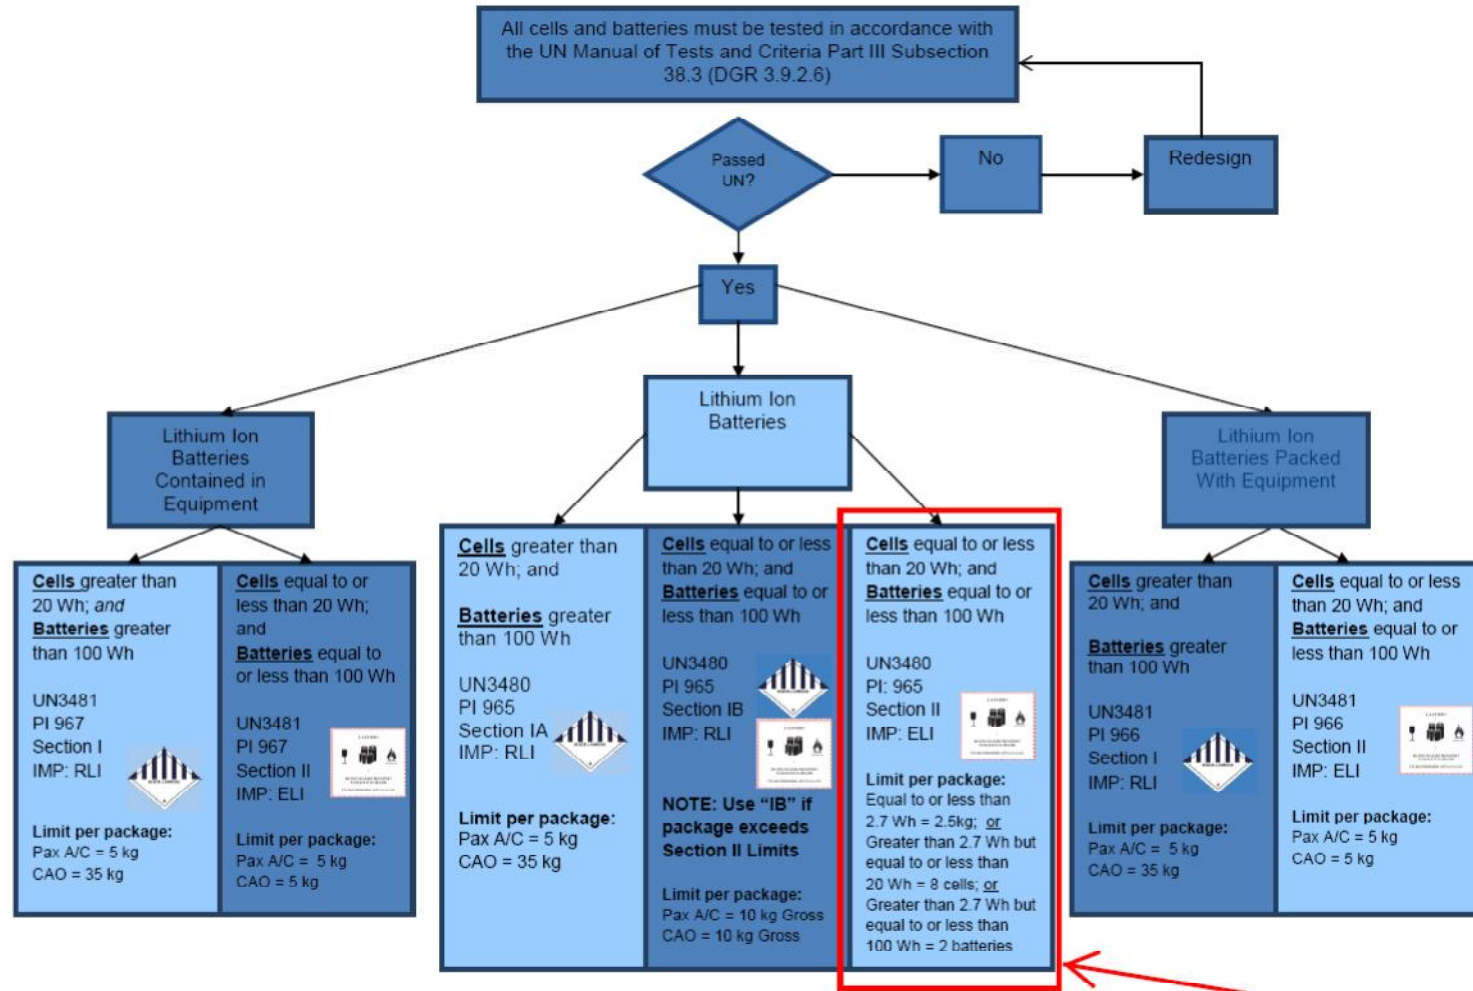 All cells and batteries must be tested in accordance with
the UN Manual of Tests and Criteria Part III Subsection
38.3 (DGR 3.9.2.6)
Passed
UN?
No
Redesign
Yes
Lithium Ion
Batteries
Contained in
Equipment
Lithium Ion
Batteries
Lithium Ion
Batteries Packed
With Equipment
Cells greater than
20 Wh; and
Batteries greater
than 100 Wh
UN3481
PI 967
Section I
IMP: RLI
Limit per package:
Pax A/C = 5 kg
CAO = 35 kg
Cells equal to or
less than 20 Wh;
and
Batteries equal to
or less than 100 Wh
UN3481
PI 967
Section II
IMP: ELI
Limit per package:
Pax A/C = 5 kg
CAO = 5 kg
Cells greater than
20 Wh; and
Batteries greater
than 100 Wh
UN3480
PI 965
Section IA
IMP: RLI
Limit per package:
Pax A/C = 5 kg
CAO = 35 kg
Cells equal to or less
than 20 Wh; and
Batteries equal to or
less than 100 Wh
UN3480
PI 965
Section IB
IMP: RLI
NOTE: Use “IB” if
package exceeds
Section II Limits
Limit per package:
Pax A/C = 10 kg Gross
CAO = 10 kg Gross
Cells equal to or less
than 20 Wh; and
Batteries equal to or
less than 100 Wh
UN3480
PI: 965
Section II
IMP: ELI
Limit per package:
Equal to or less than
2.7 Wh = 2.5kg; or
Greater than 2.7 Wh but
equal to or less than
20 Wh = 8 cells; or
Greater than 2.7 Wh but
equal to or less than
100 Wh = 2 batteries
Cells greater than
20 Wh; and
Batteries greater
than 100 Wh
UN3481
PI 966
Section I
IMP: RLI
Limit per package:
Pax A/C = 5 kg
CAO = 35 kg
Cells equal to or less
than 20 Wh; and
Batteries equal to or
less than 100 Wh
UN3481
PI 966
Section II
IMP: ELI
Limit per package:
Pax A/C = 5 kg
CAO = 5 kg